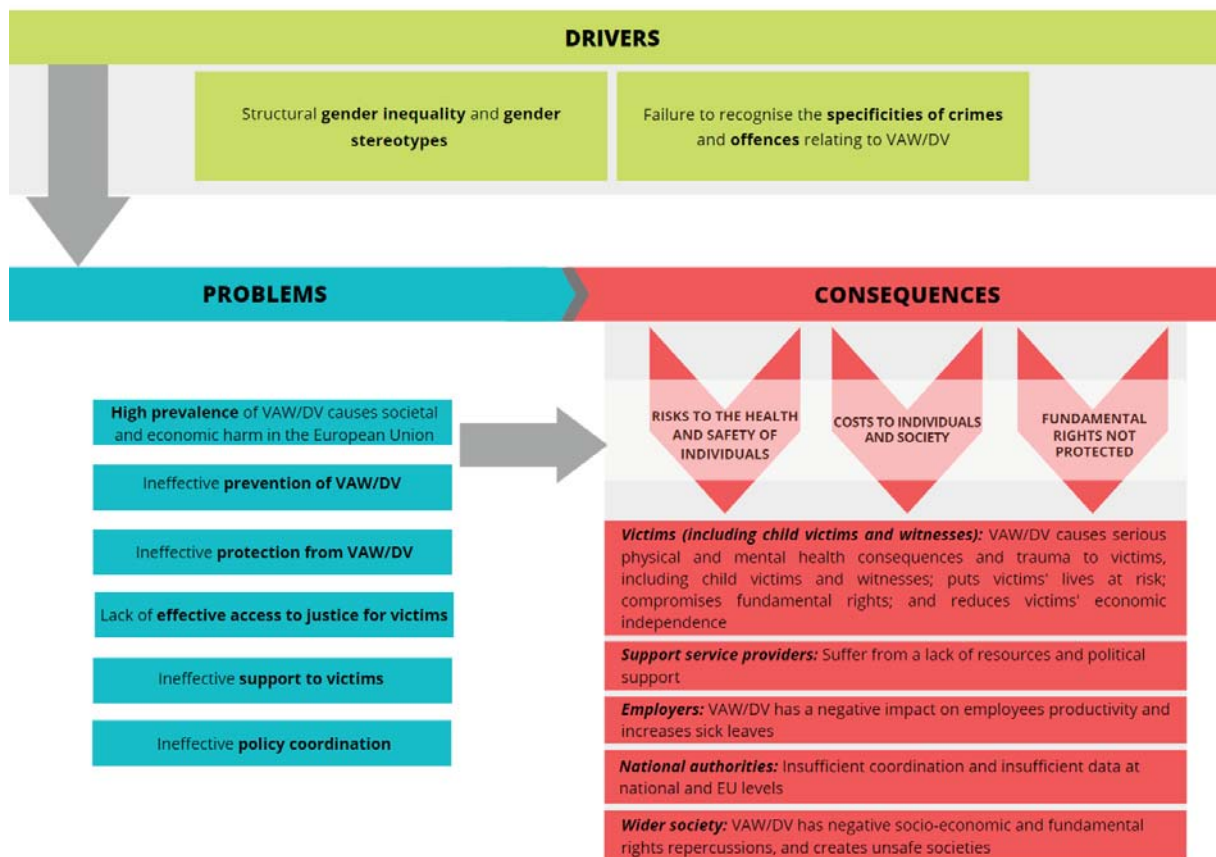 DRIVERS
Structural gender inequality and gender
stereotypes
Failure to recognise the specificities of crimes
and offences relating to VAW/DV
PROBLEMS
High prevalence of VAW/DV causes societal
and economic harm in the European Union
Ineffective prevention of VAW/DV
Ineffective protection from VAW/DV
Lack of effective access to justice for victims
Ineffective support to victims
Ineffective policy coordination
CONSEQUENCES
RISKS TO THE HEALTH
AND SAFETY OF
INDIVIDUALS
COSTS TO INDIVIDUALS
AND SOCIETY
FUNDAMENTAL
RIGHTS NOT
PROTECTED
Victims (including child victims and witnesses): VAW/DV causes serious
physical and mental health consequences and trauma to victims,
including child victims and witnesses; puts victims' lives at risk;
compromises fundamental rights; and reduces victims' economic
independence
Support service providers: Suffer from a lack of resources and political
support
Employers: VAW/DV has a negative impact on employees productivity and
increases sick leaves
National authorities: Insufficient coordination and insufficient data at
national and EU levels
Wider society: VAW/DV has negative socio-economic and fundamental
rights repercussions, and creates unsafe societies